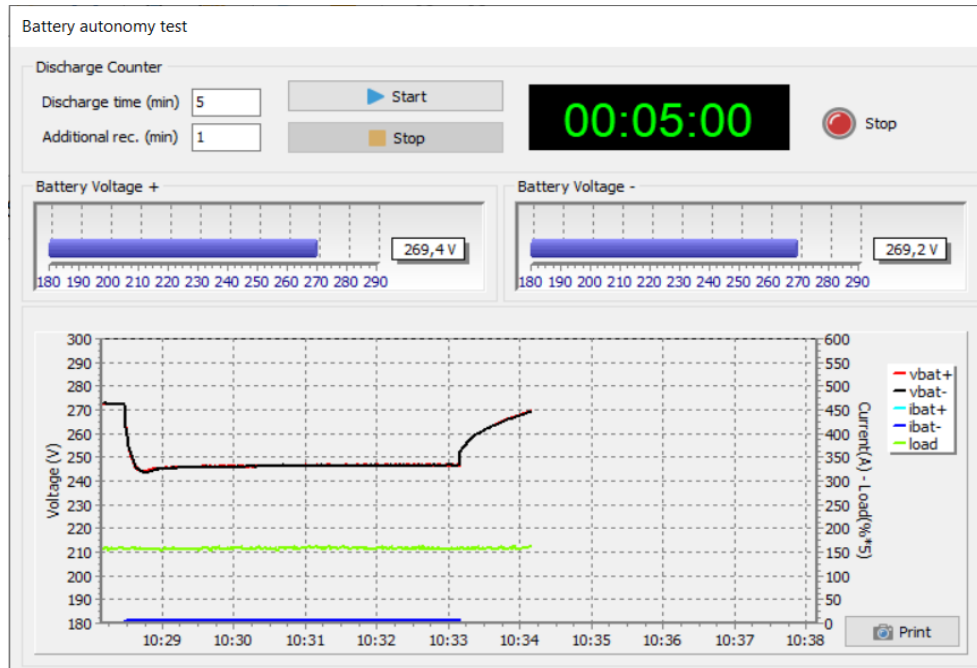 Battery autonomy test
Discharge Counter
Discharge time (min) 5
Additional rec. (min) 1
Start
Stop
00:05:00
Stop
Battery Voltage +
269,4 V
180 190 200 210 220 230 240 250 260 270 280 290
Battery Voltage -
269,2 V
180 190 200 210 220 230 240 250 260 270 280 290
Voltage (V)
300
290
280
270
260
250
240
230
220
210
200
190
180
600
550
500
450
400
350
300
250
200
150
100
50
0
Current(A) - Load(%*5)
vbat+
vbat-
ibat+
ibat-
load
10:29 10:30 10:31 10:32 10:33 10:34 10:35 10:36 10:37 10:38
Print